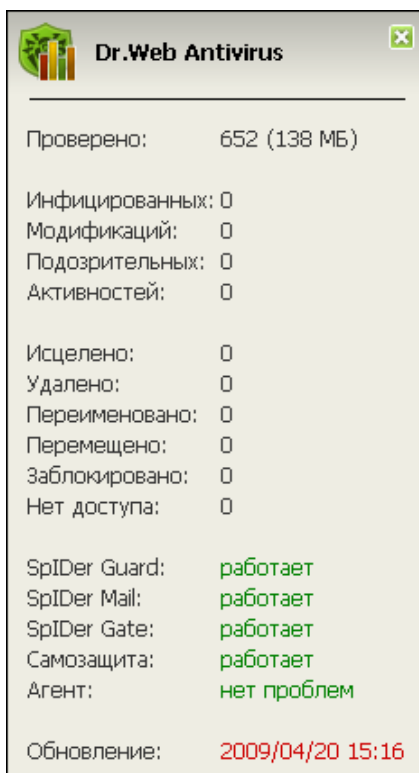 Dr.Web Antivirus
Проверено: 652 (138 МБ)
Инфицированных: 0
Модификаций: 0
Подозрительных: 0
Активностей: 0
Исцелено: 0
Удалено: 0
Переименовано: 0
Перемещено: 0
Заблокировано: 0
Нет доступа: 0
SpIDer Guard: работает
SpIDer Mail: работает
SpIDer Gate: работает
Самозащита: работает
Агент: нет проблем
Обновление: 2009/04/20 15:16